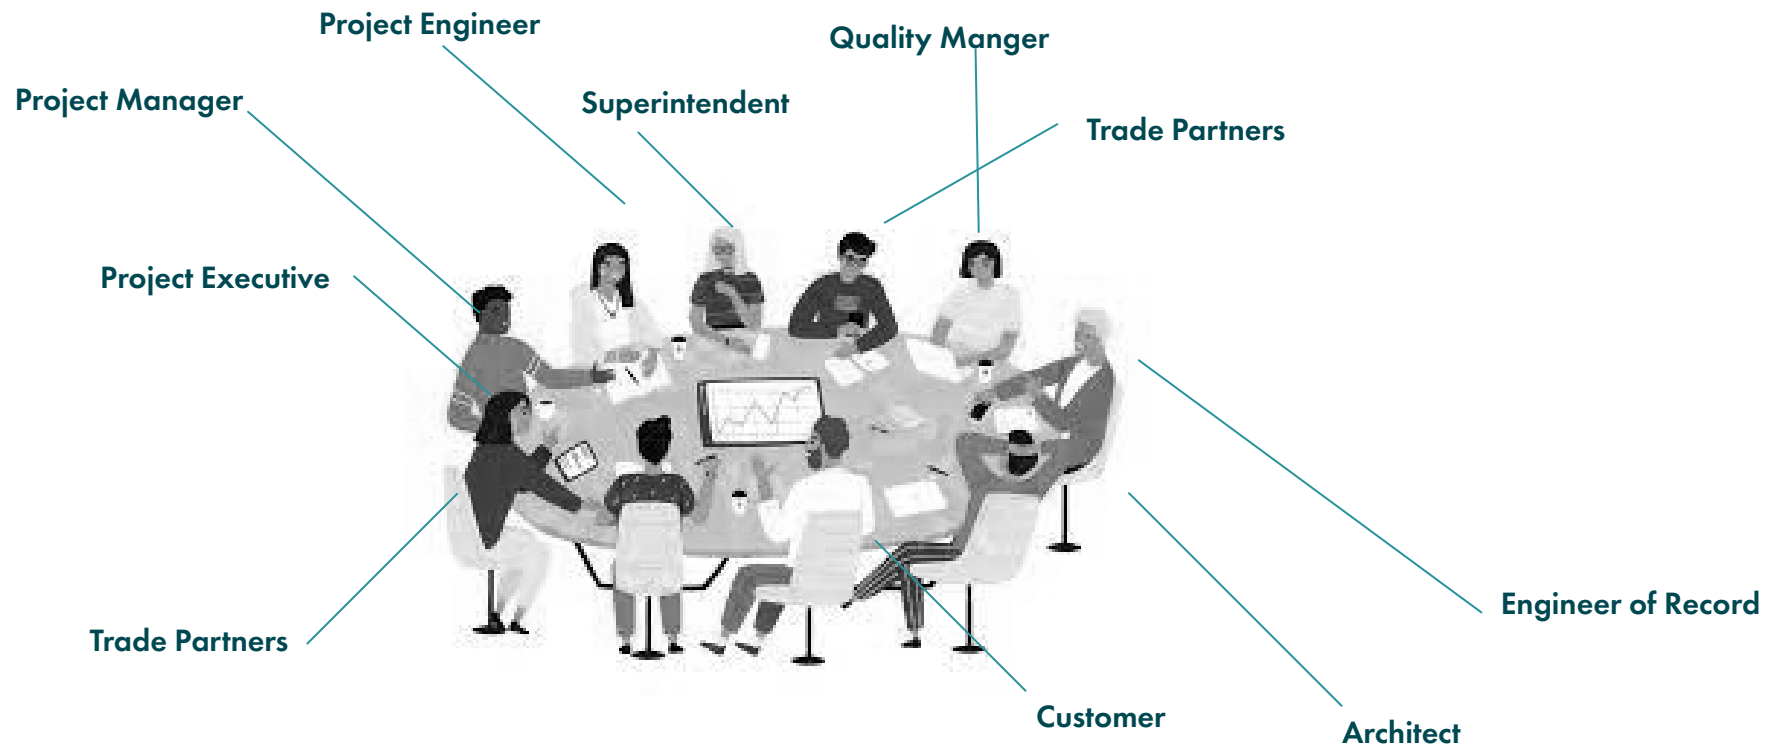 Project Engineer
Quality Manger
Project Manager
Superintendent
Trade Partners
Project Executive
Engineer of Record
Trade Partners
Customer
Architect